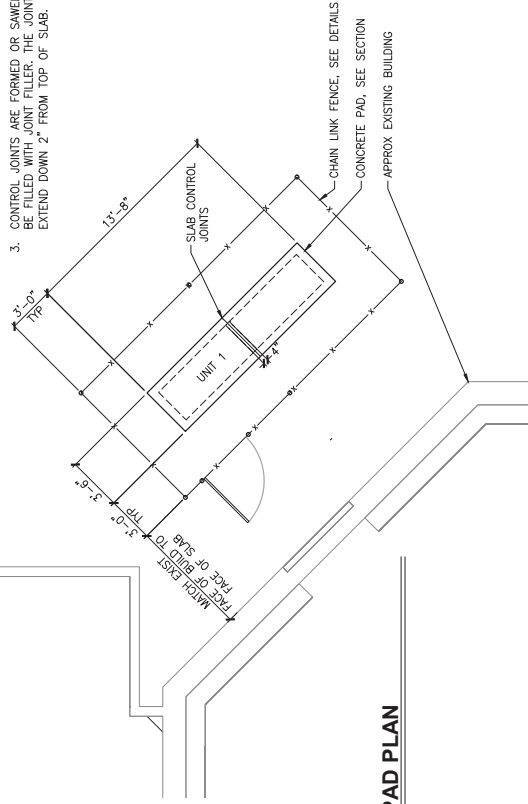 3. CONTROL JOINTS ARE FORMED OR SAWED
BE FILLED WITH JOINT FILLER. THE JOINT
EXTEND DOWN 2" FROM TOP OF SLAB.
13'-8"
3'-0"
TYP
SLAB CONTROL
JOINTS
UNIT 1
4"
3'-6"
3'-0" TYP
MATCH EXIST
FACE OF BUILD TO
FACE OF SLAB
CHAIN LINK FENCE, SEE DETAILS
CONCRETE PAD, SEE SECTION
APPROX EXISTING BUILDING
PAD PLAN